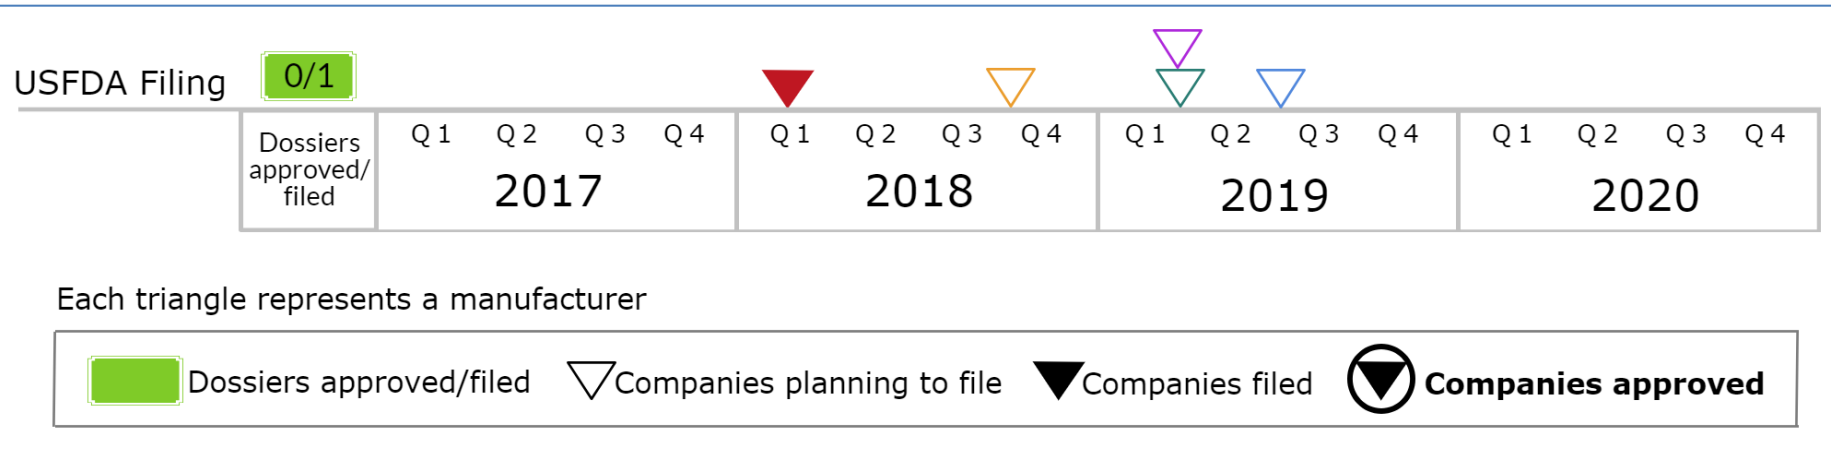 USFDA Filing 0/1
Dossiers
approved/
filed
Q 1 Q 2 Q 3 Q 4
2017
Q 1 Q 2 Q 3 Q 4
2018
Q 1 Q 2 Q 3 Q 4
2019
Q 1 Q 2 Q 3 Q 4
2020
Each triangle represents a manufacturer
Dossiers approved/filed Companies planning to file Companies filed Companies approved